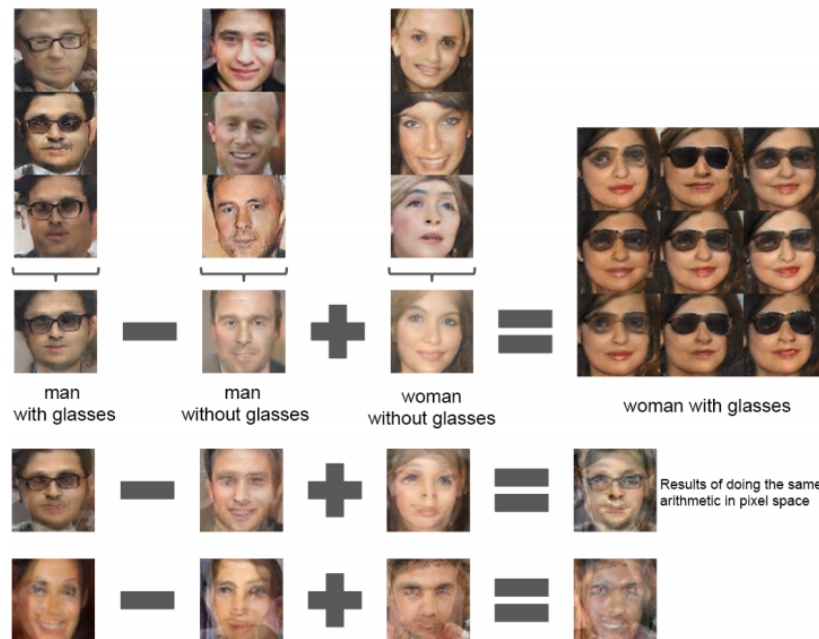 man
with glasses
man
without glasses
woman
without glasses
woman with glasses
Results of doing the same
arithmetic in pixel space